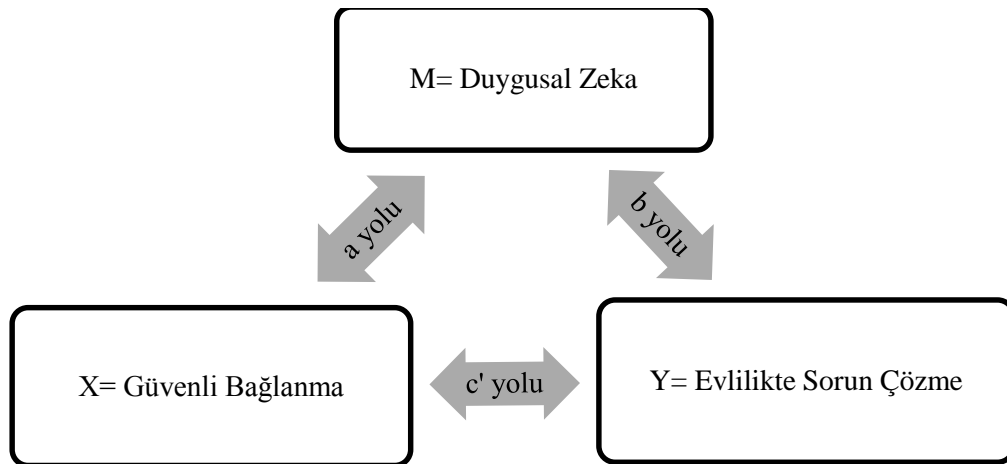 M= Duygusal Zeka
a yolu
b yolu
X= Güvenli Bağlanma
c' yolu
Y= Evlilikte Sorun Çözme